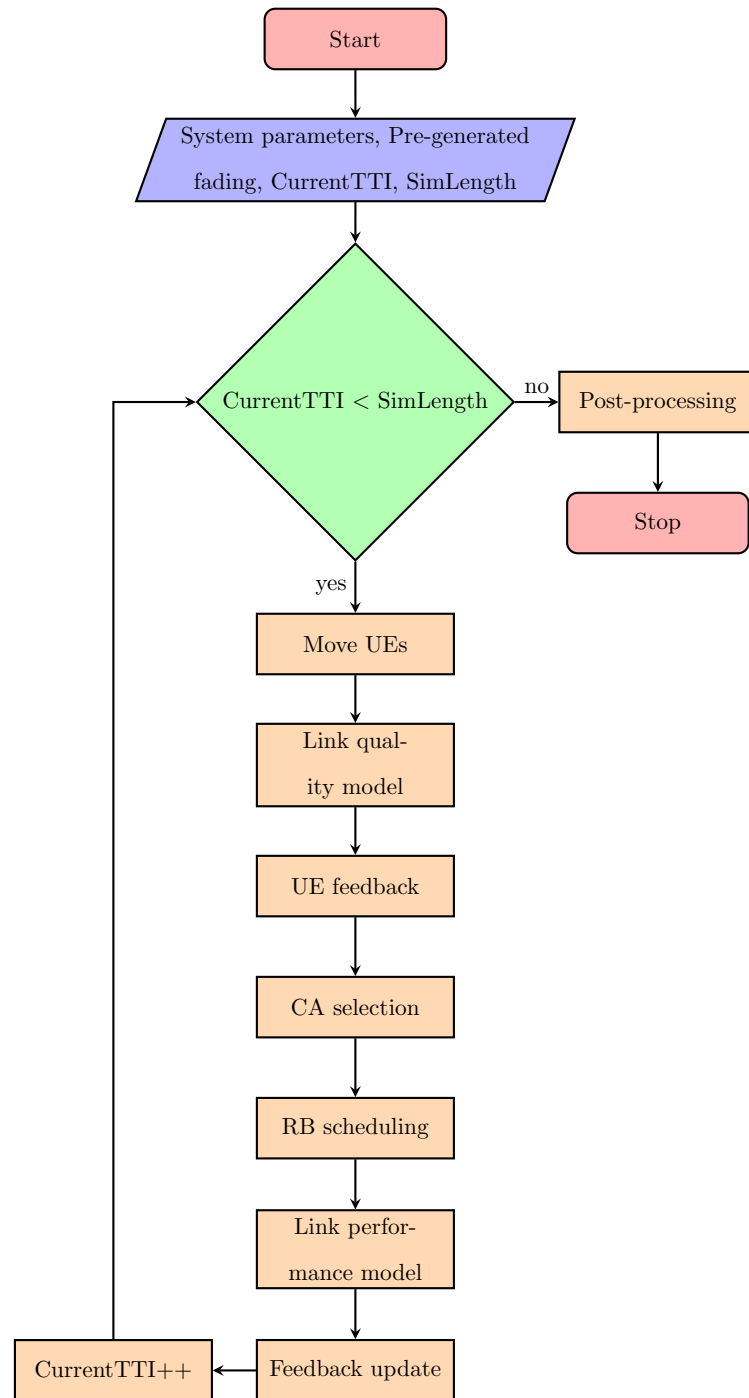 Start
System parameters, Pre-generated
fading, CurrentTTI, SimLength
CurrentTTI < SimLength
no
Post-processing
Stop
yes
Move UEs
Link qual-
ity model
UE feedback
CA selection
RB scheduling
Link perfor-
mance model
Feedback update
CurrentTTI++